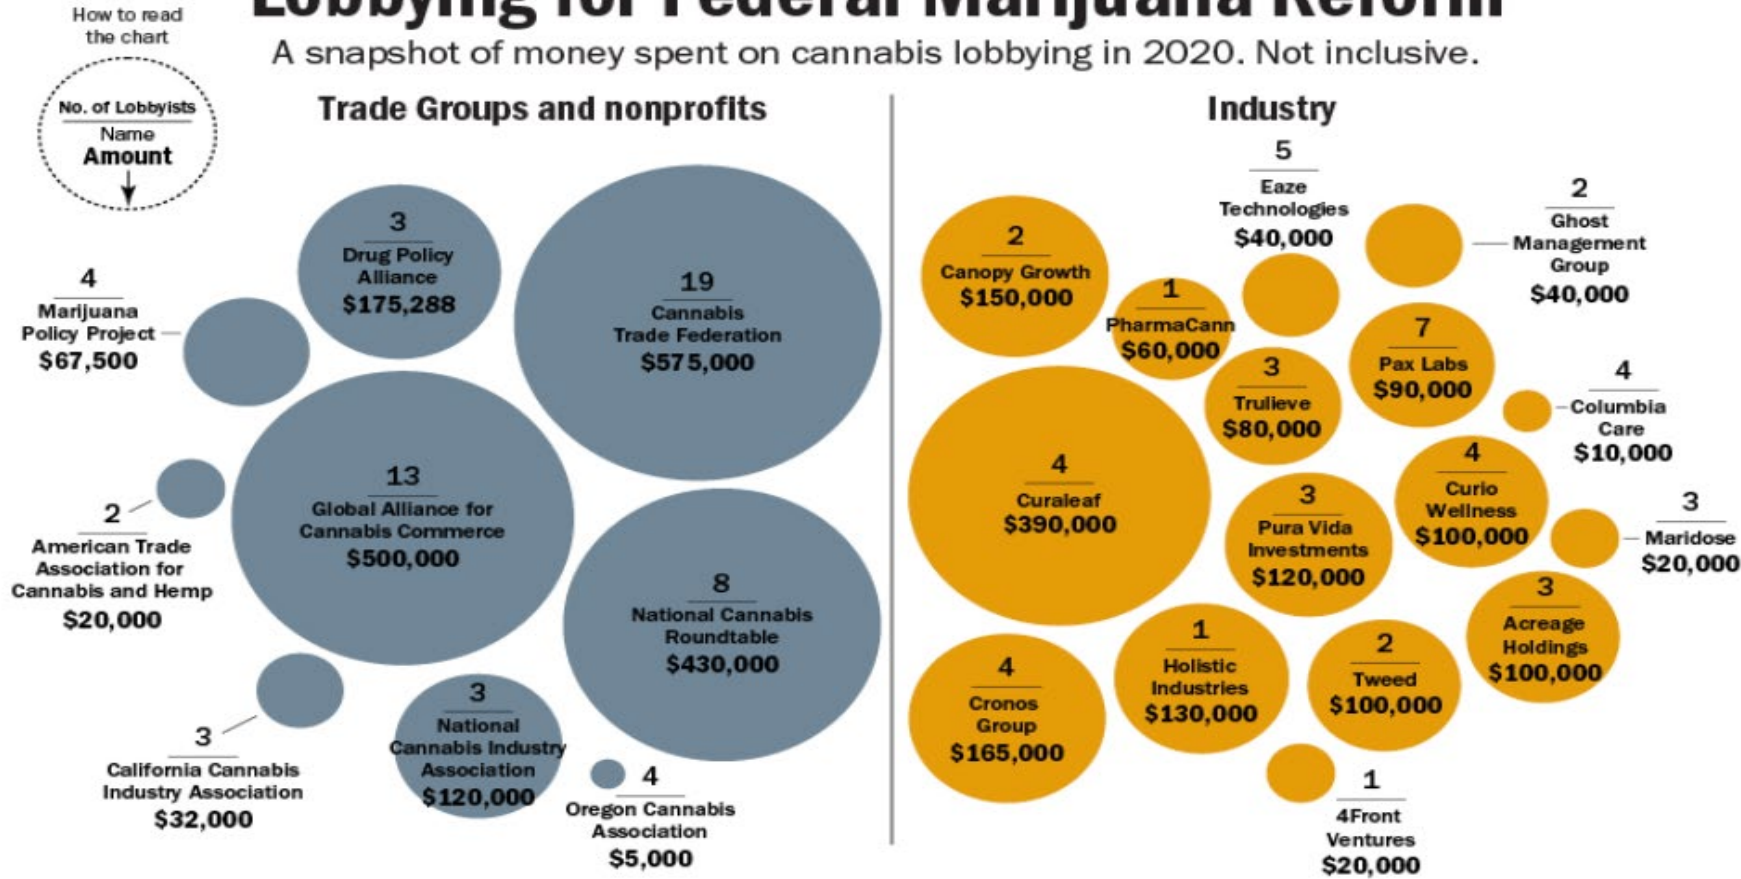 How to read
the chart
No. of Lobbyists
Name
Amount
Lobbying for Federal Marijuana Reform
A snapshot of money spent on cannabis lobbying in 2020. Not inclusive.
Trade Groups and nonprofits
3
Drug Policy
Alliance
$175,288
19
Cannabis
Trade Federation
$575,000
4
Marijuana
Policy Project
$67,500
13
Global Alliance for
Cannabis Commerce
$500,000
2
American Trade
Association for
Cannabis and Hemp
$20,000
8
National Cannabis
Roundtable
$430,000
3
California Cannabis
Industry Association
$32,000
3
National
Cannabis Industry
Association
$120,000
4
Oregon Cannabis
Association
$5,000
Industry
5
Eaze
Technologies
$40,000
2
Ghost
Management
Group
$40,000
2
Canopy Growth
$150,000
1
PharmaCann
$60,000
7
Pax Labs
$90,000
3
Trulieve
$80,000
4
Columbia
Care
$10,000
4
Curaleaf
$390,000
4
Curio
Wellness
$100,000
3
Pura Vida
Investments
$120,000
3
Maridose
$20,000
3
Acreage
Holdings
$100,000
1
Holistic
Industries
$130,000
2
Tweed
$100,000
4
Cronos
Group
$165,000
1
4Front
Ventures
$20,000